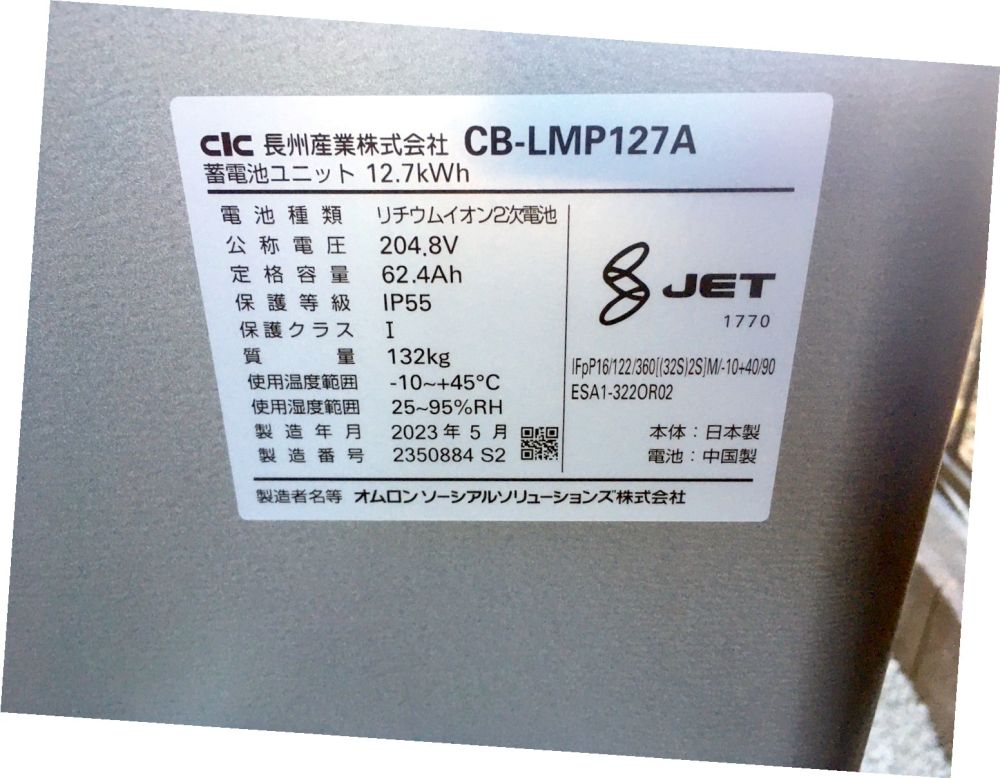 CIC 長州産業株式会社 CB-LMP127A
蓄電池ユニット 12.7kWh
電池種類 リチウムイオン2次電池
公称電圧 204.8V
定格容量 62.4Ah
保護等級 IP55
保護クラス I
質量 132kg
使用温度範囲 -10~+45°C
使用湿度範囲 25~95%RH
製造年月 2023年5月
製造番号 2350884 S2
JET
1770
IFpP16/122/360[(32S)2S]M/-10+40/90
ESA1-322OR02
本体：日本製
電池：中国製
製造者名等 オムロン ソーシアルソリューションズ株式会社